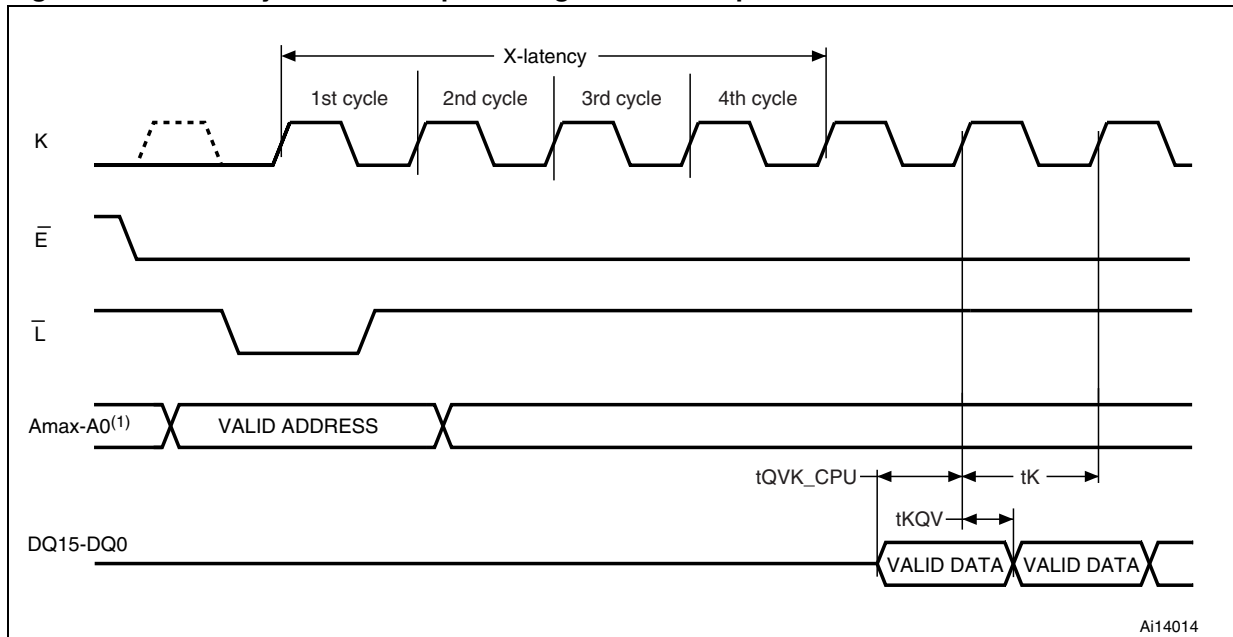 X-latency
1st cycle 2nd cycle 3rd cycle 4th cycle
K
E̅
L̅
Amax-A0(1) VALID ADDRESS
tQVK_CPU tK
tKQV
DQ15-DQ0 VALID DATA VALID DATA
Ai14014